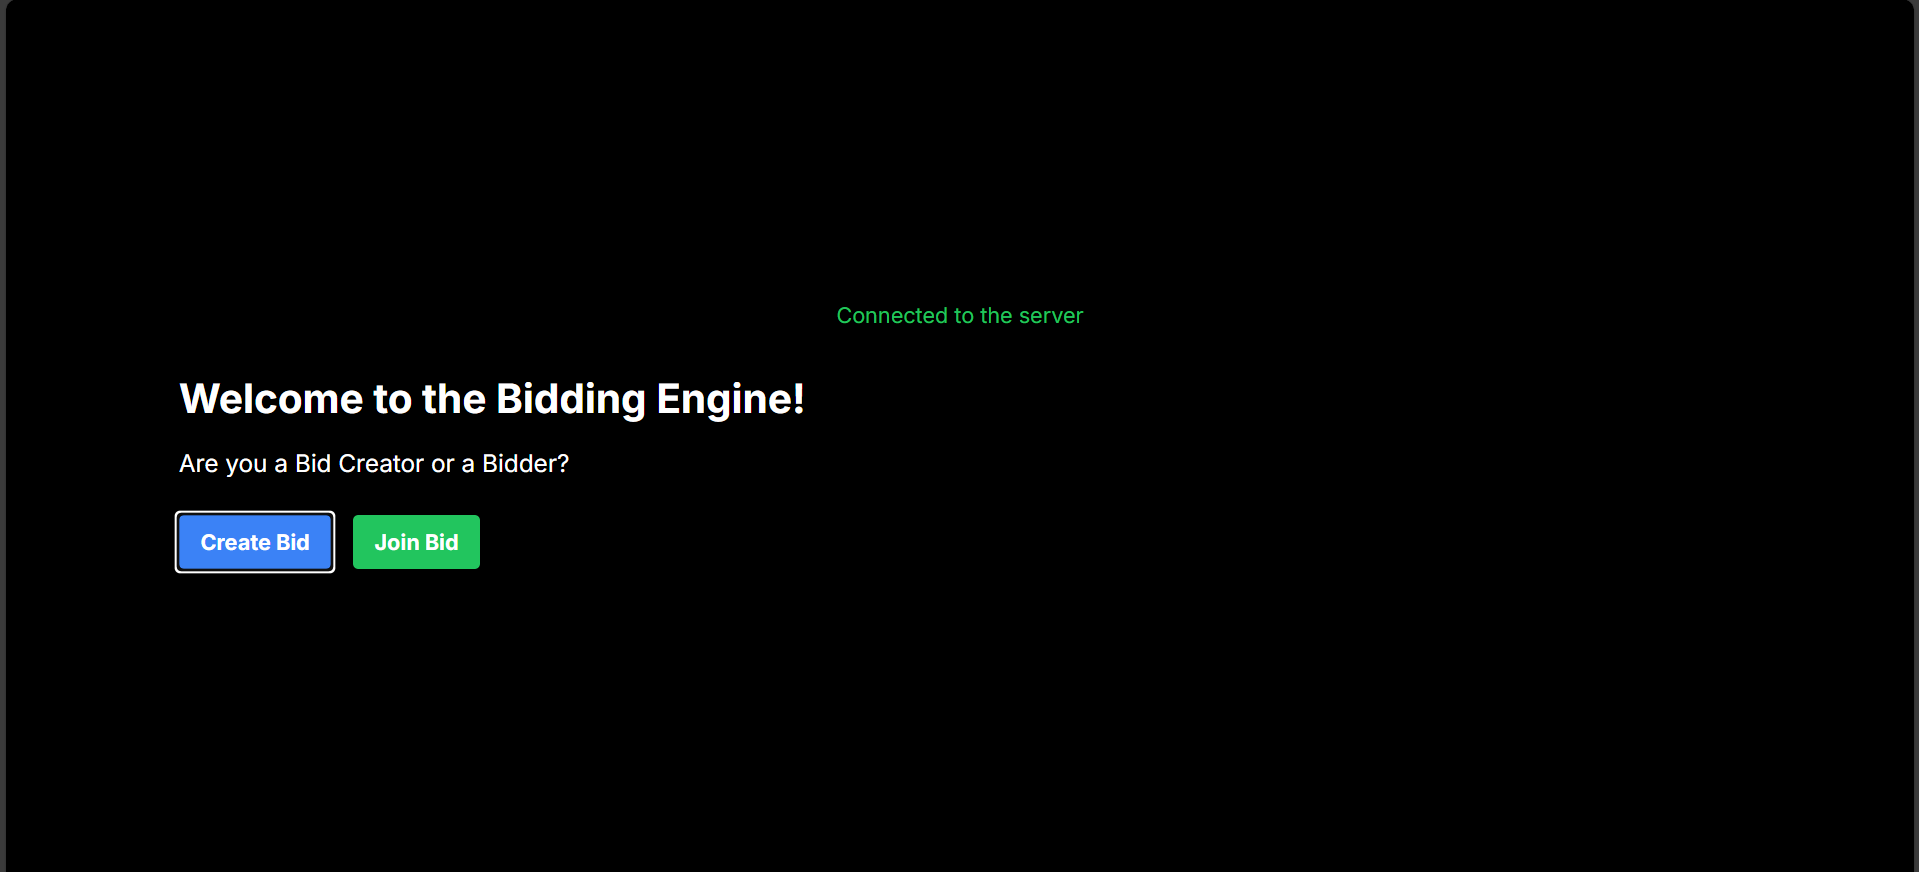 Connected to the server
Welcome to the Bidding Engine!
Are you a Bid Creator or a Bidder?
Create Bid
Join Bid